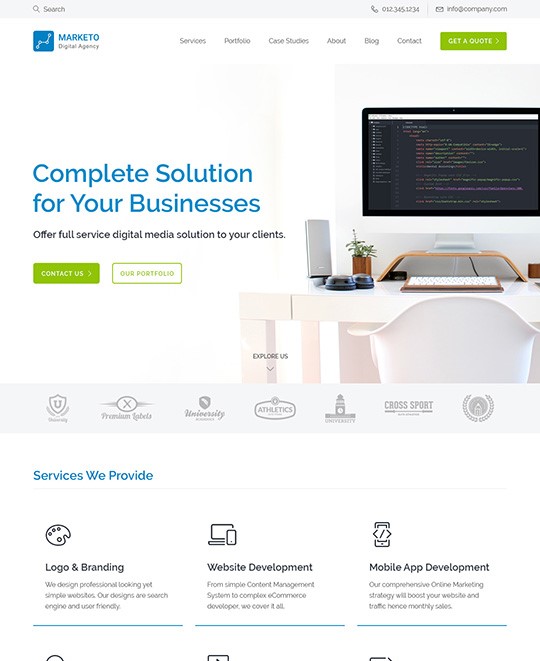 Search
012.345.1234
info@company.com
MARKETO
Digital Agency
Services
Portfolio
Case Studies
About
Blog
Contact
GET A QUOTE
Complete Solution
for Your Businesses
Offer full service digital media solution to your clients.
CONTACT US
OUR PORTFOLIO
EXPLORE US
University
Premium Labels
University
ATHLETICS
UNIVERSITY
CROSS SPORT
Services We Provide
Logo & Branding
We design professional looking yet
simple websites. Our designs are search
engine and user friendly.
Website Development
From simple Content Management
System to complex eCommerce
developer, we cover it all.
Mobile App Development
Our comprehensive Online Marketing
strategy will boost your website and
traffic hence monthly sales.